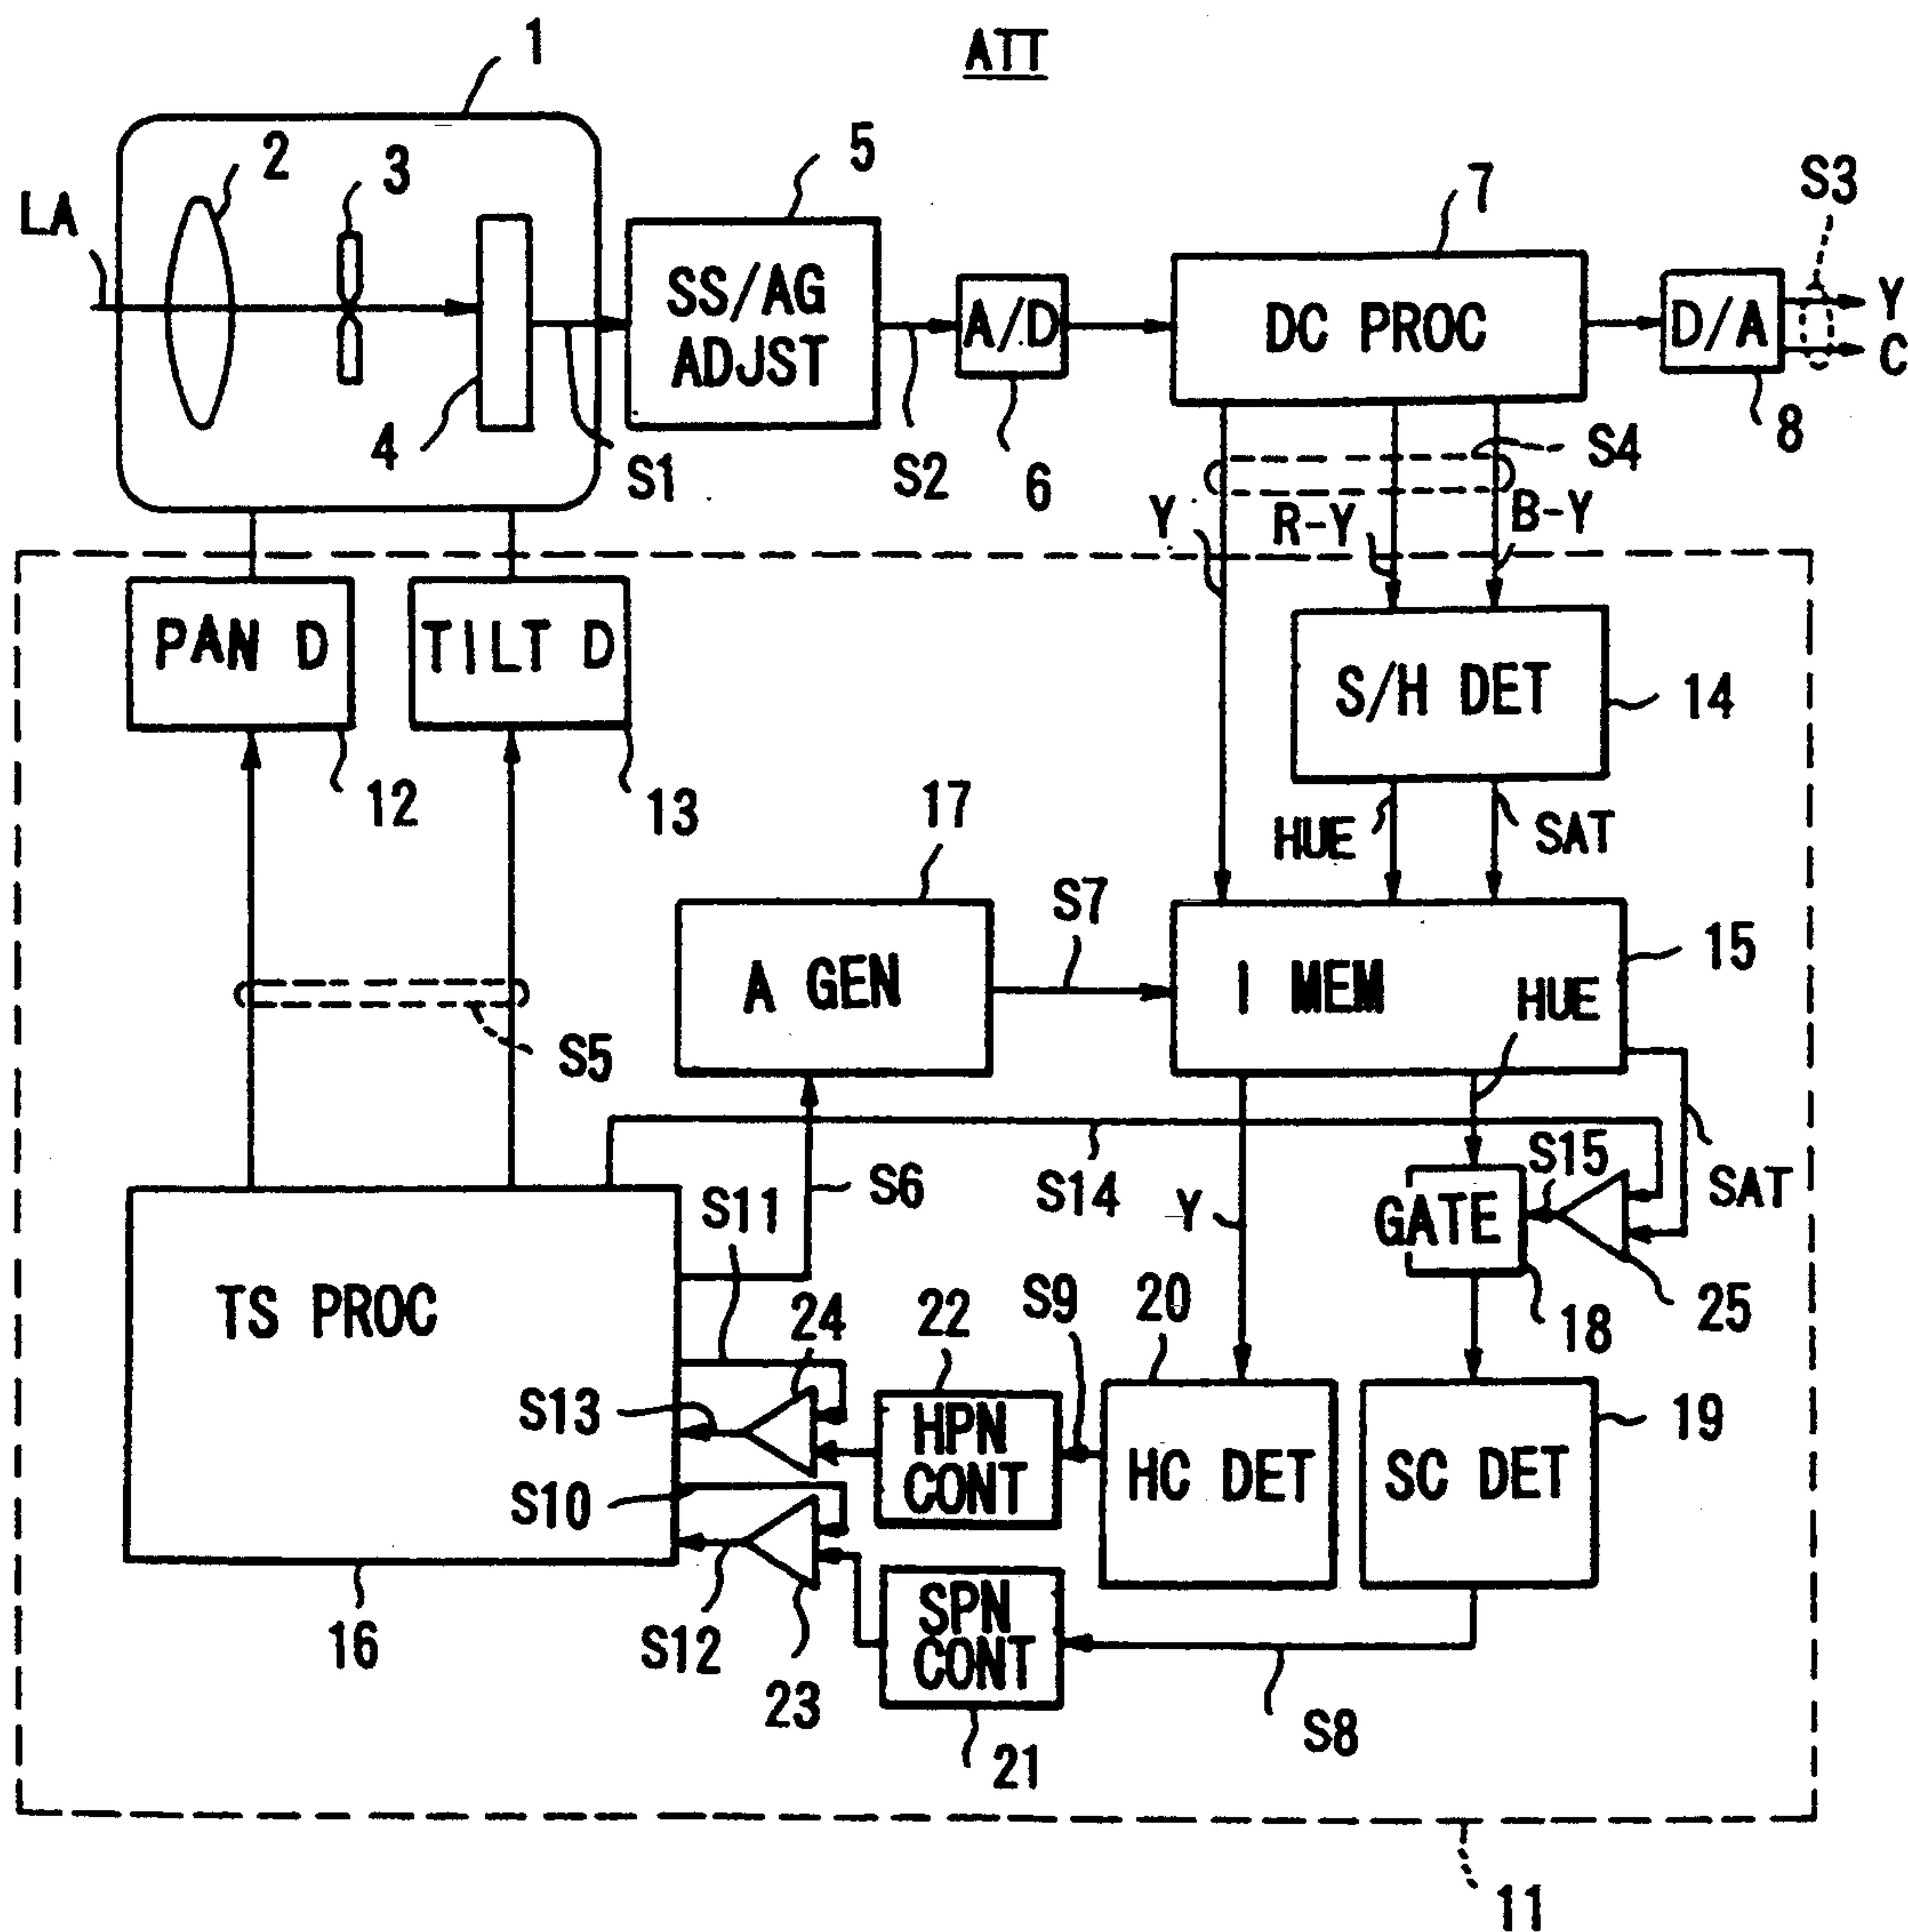 ATT
1
2
3
LA
4
S1
5
SS/AG
ADJST
S2
A/D
6
7
DC PROC
D/A
8
S3
Y
C
S4
Y
R-Y
B-Y
PAN D
12
TILT D
13
S/H DET
14
HUE
SAT
17
A GEN
S7
I MEM
HUE
15
S5
S6
S14
S11
Y
S15
SAT
GATE
18
25
TS PROC
16
24
22
S9
20
S13
HPN
CONT
HC DET
SC DET
19
S10
S12
23
SPN
CONT
21
S8
11